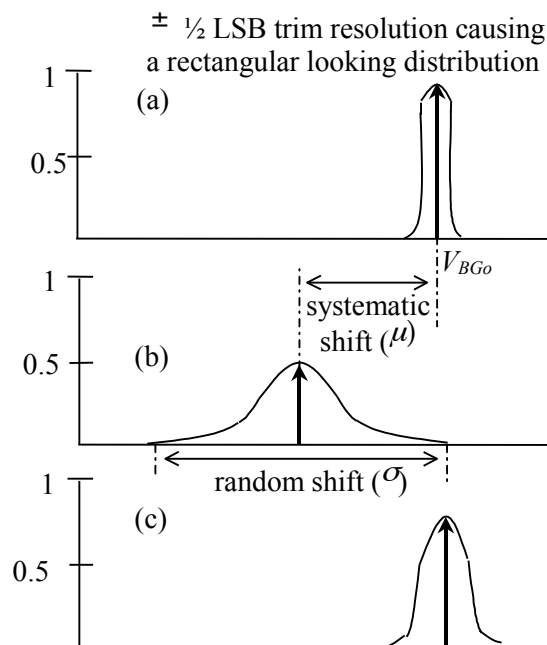 ± ½ LSB trim resolution causing
a rectangular looking distribution
1
(a)
0.5
V_BGo
1
systematic
shift (μ)
0.5
(b)
random shift (σ)
1
(c)
0.5